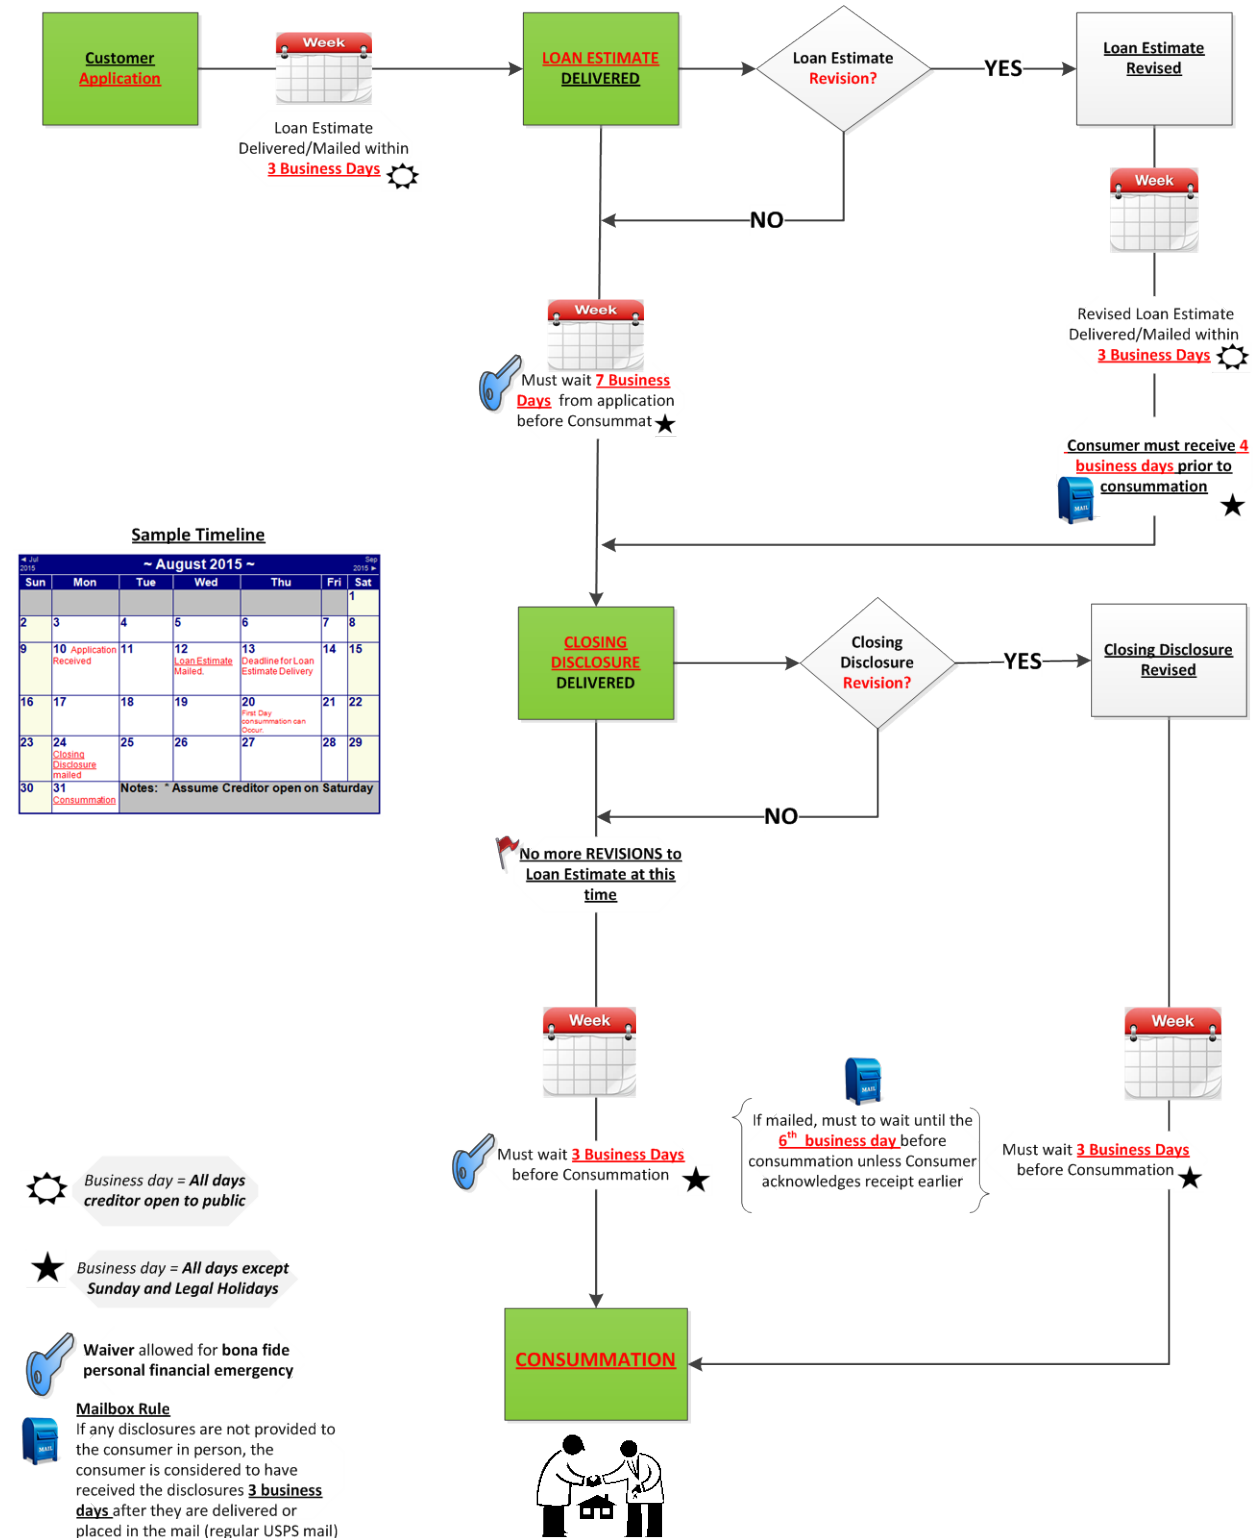 Customer
Application
Week
Loan Estimate
Delivered/Mailed within
3 Business Days
LOAN ESTIMATE
DELIVERED
Loan Estimate
Revision?
YES
Loan Estimate
Revised
NO
Week
Revised Loan Estimate
Delivered/Mailed within
3 Business Days
Week
Must wait 7 Business
Days from application
before Consummat
Consumer must receive 4
business days prior to
consummation
MAIL
Sample Timeline
◄ Jul
2015
~ August 2015 ~
Sep
2015 ►
Sun Mon Tue Wed Thu Fri Sat
1
2 3 4 5 6 7 8
9 10 Application 11 12 13 14 15
Received
Loan Estimate
Mailed.
Deadline for Loan
Estimate Delivery
16 17 18 19 20 21 22
First Day
consummation can
Occur.
23 24 25 26 27 28 29
Closing
Disclosure
mailed
30 31
Consummation
Notes: * Assume Creditor open on Saturday
CLOSING
DISCLOSURE
DELIVERED
Closing
Disclosure
Revision?
YES
Closing Disclosure
Revised
NO
No more REVISIONS to
Loan Estimate at this
time
Week
Must wait 3 Business Days
before Consummation
MAIL
If mailed, must to wait until the
6th business day before
consummation unless Consumer
acknowledges receipt earlier
Week
Must wait 3 Business Days
before Consummation
Business day = All days
creditor open to public
Business day = All days except
Sunday and Legal Holidays
Waiver allowed for bona fide
personal financial emergency
MAIL
Mailbox Rule
If any disclosures are not provided to
the consumer in person, the
consumer is considered to have
received the disclosures 3 business
days after they are delivered or
placed in the mail (regular USPS mail)
CONSUMMATION